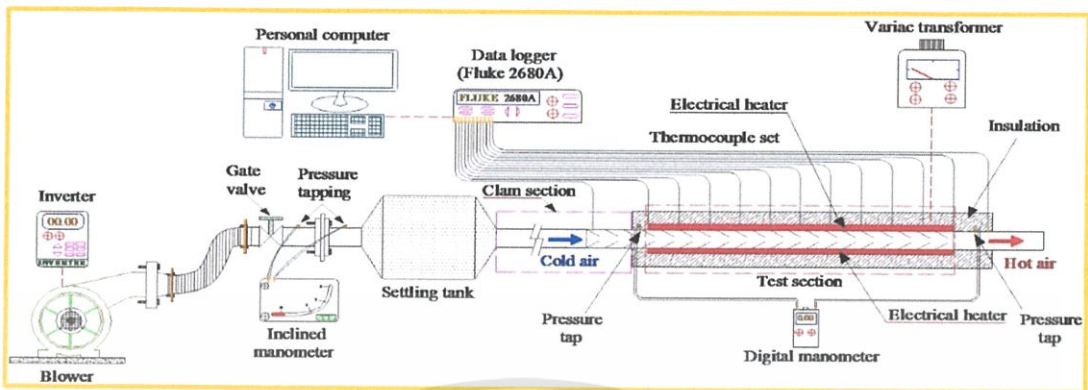 Personal computer
Data logger
(Fluke 2680A)
FLUKE 2680A
Variac transformer
Electrical heater
Insulation
Thermocouple set
Gate
valve
Pressure
tapping
Clam section
Inverter
00.00
INVERTER
Cold air
Hot air
Settling tank
Test section
Inclined
manometer
Pressure
tap
0.00
Digital manometer
Electrical heater
Pressure
tap
Blower